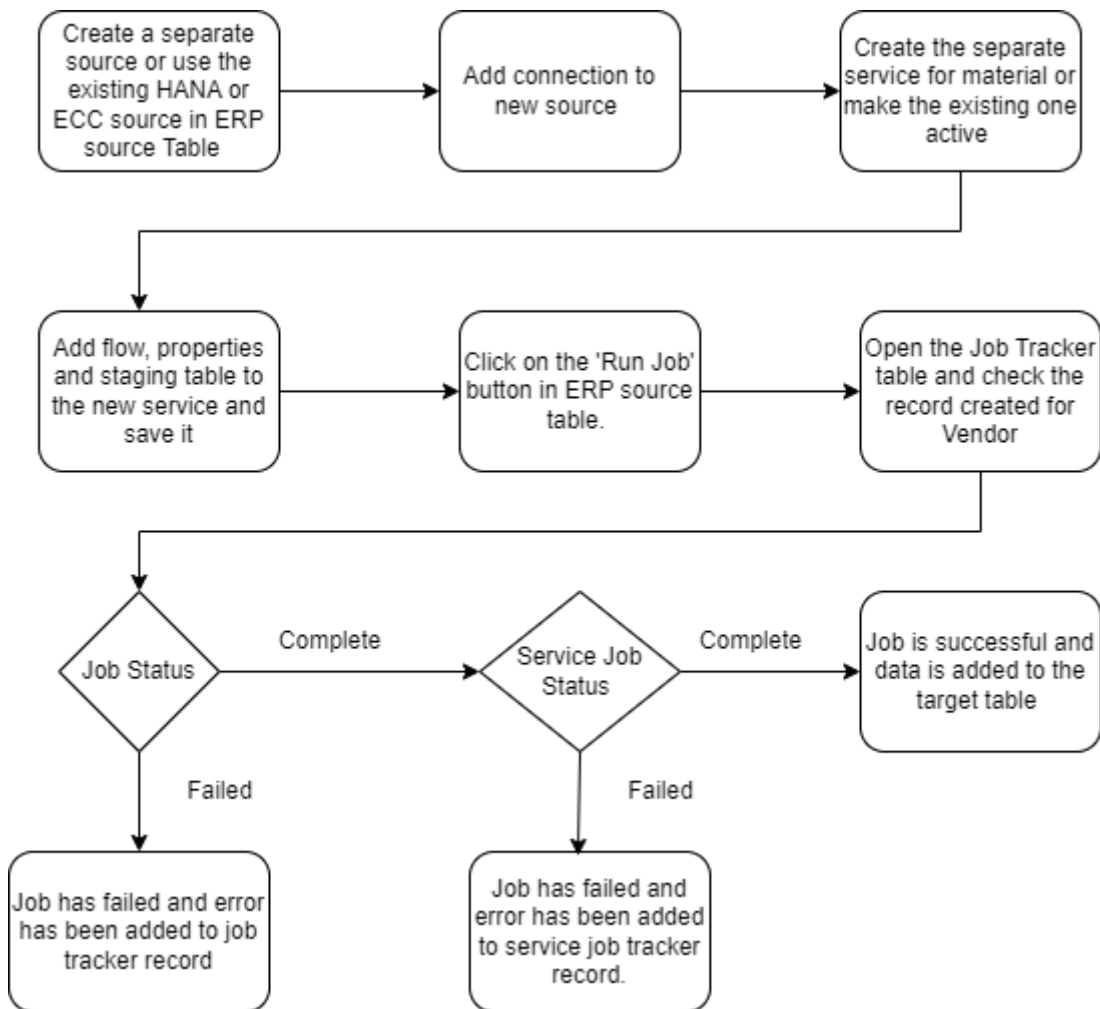 Create a separate
source or use the
existing HANA or
ECC source in ERP
source Table
Add connection to
new source
Create the separate
service for material or
make the existing one
active
Add flow, properties
and staging table to
the new service and
save it
Click on the 'Run Job'
button in ERP source
table.
Open the Job Tracker
table and check the
record created for
Vendor
Job Status
Complete
Service Job
Status
Complete
Job is successful and
data is added to the
target table
Failed
Failed
Job has failed and error
has been added to job
tracker record
Job has failed and
error has been added
to service job tracker
record.